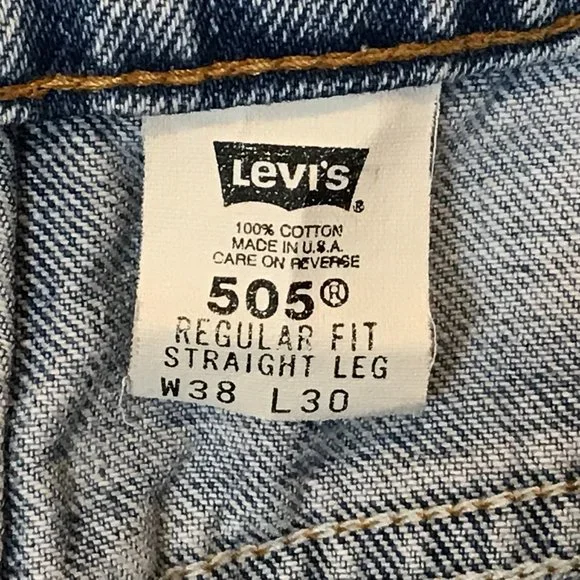 Levi's ®
100% COTTON
MADE IN U.S.A.
CARE ON REVERSE
505®
REGULAR FIT
STRAIGHT LEG
W38 L30